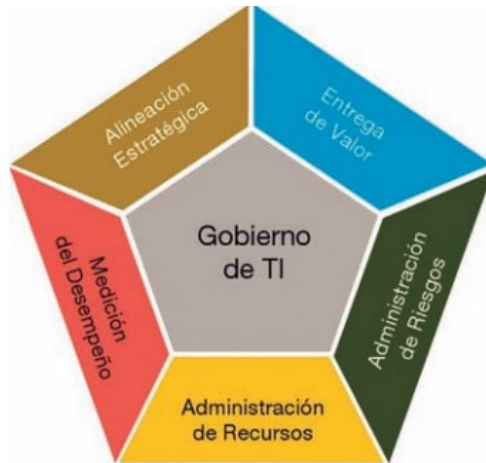 Alineación
Estratégica
Entrega
de Valor
Gobierno
de TI
Medición
del Desempeño
Administración
de Riesgos
Administración
de Recursos